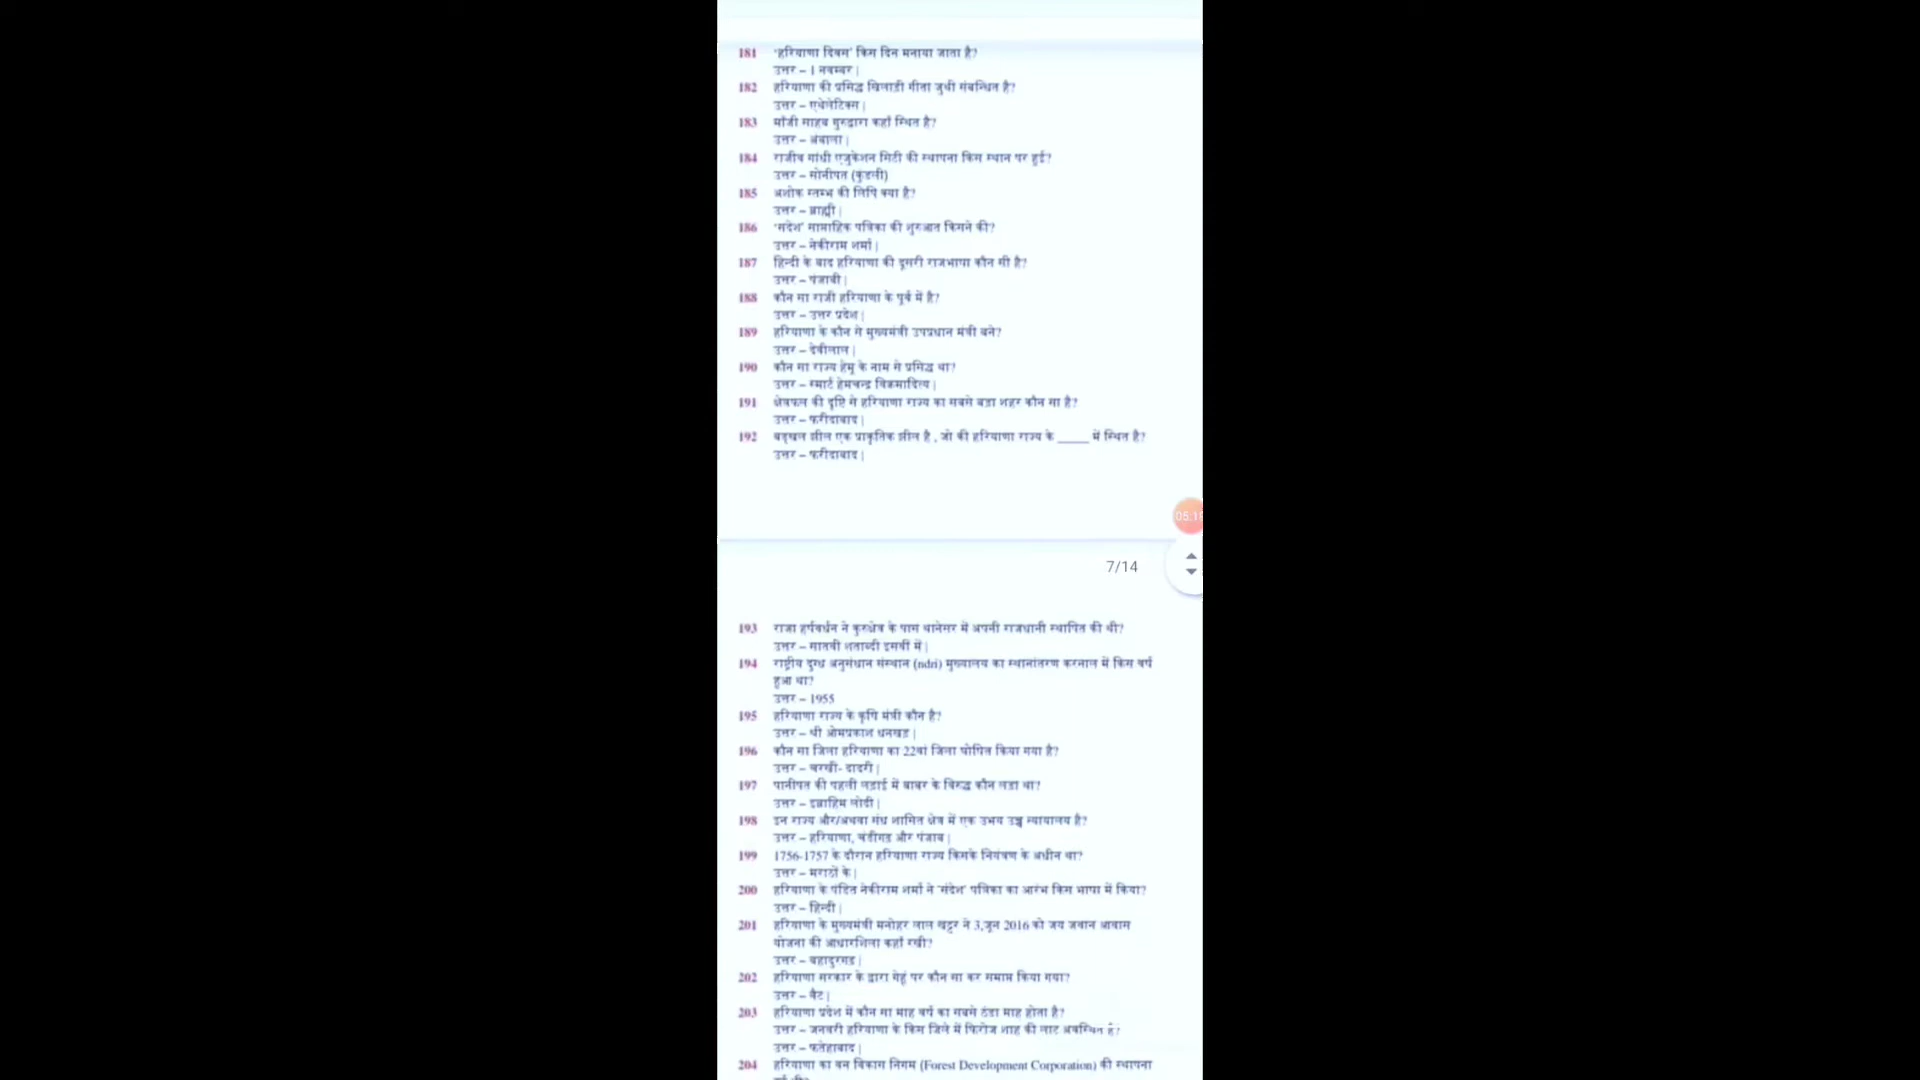 181 'हरियाणा दिवस' किस दिन मनाया जाता है?
उत्तर – 1 नवम्बर |
182 हरियाणा की प्रसिद्ध खिलाड़ी गीता जुथी संबन्धित है?
उत्तर – एथेलेटिक्स |
183 माँजी साहब गुरुद्वारा कहाँ स्थित है?
उत्तर – अंबाला |
184 राजीव गांधी एजुकेशन सिटी की स्थापना किस स्थान पर हुई?
उत्तर – सोनीपत (कुंडली)
185 अशोक स्तम्भ की लिपि क्या है?
उत्तर – ब्राह्मी |
186 'संदेश' साप्ताहिक पत्रिका की शुरुआत किसने की?
उत्तर – नेकीराम शर्मा |
187 हिन्दी के बाद हरियाणा की दूसरी राजभाषा कौन सी है?
उत्तर – पंजाबी |
188 कौन सा राजी हरियाणा के पूर्व में है?
उत्तर – उत्तर प्रदेश |
189 हरियाणा के कौन से मुख्यमंत्री उपप्रधान मंत्री बने?
उत्तर – देवीलाल |
190 कौन सा राज्य हेमू के नाम से प्रसिद्ध था?
उत्तर – स्मार्ट हेमचन्द्र विक्रमादित्य |
191 क्षेत्रफल की दृष्टि से हरियाणा राज्य का सबसे बड़ा शहर कौन सा है?
उत्तर – फरीदाबाद |
192 बड़खल झील एक प्राकृतिक झील है , जो की हरियाणा राज्य के _____ में स्थित है?
उत्तर – फरीदाबाद |
7/14
193 राजा हर्षवर्धन ने कुरुक्षेत्र के पास थानेसर में अपनी राजधानी स्थापित की थी?
उत्तर – सातवी शताब्दी इसवीं में |
194 राष्ट्रीय दुग्ध अनुसंधान संस्थान (ndri) मुख्यालय का स्थानांतरण करनाल में किस वर्ष
हुआ था?
उत्तर – 1955
195 हरियाणा राज्य के कृषि मंत्री कौन है?
उत्तर – श्री ओमप्रकाश धनखड़ |
196 कौन सा जिला हरियाणा का 22वां जिला घोषित किया गया है?
उत्तर – चरखी- दादरी |
197 पानीपत की पहली लड़ाई में बाबर के विरुद्ध कौन लड़ा था?
उत्तर – इब्राहिम लोदी |
198 इन राज्य और/अथवा संघ शासित क्षेत्र में एक उभय उच्च न्यायालय है?
उत्तर – हरियाणा, चंडीगढ़ और पंजाब |
199 1756-1757 के दौरान हरियाणा राज्य किसके नियंत्रण के अधीन था?
उत्तर – मराठों के |
200 हरियाणा के पंडित नेकीराम शर्मा ने 'संदेश' पत्रिका का आरंभ किस भाषा में किया?
उत्तर – हिन्दी |
201 हरियाणा के मुख्यमंत्री मनोहर लाल खट्टर ने 3,जून 2016 को जय जवान आवास
योजना की आधारशिला कहाँ रखी?
उत्तर – बहादुरगढ़ |
202 हरियाणा सरकार के द्वारा गेहूं पर कौन सा कर समाप्त किया गया?
उत्तर – वैट |
203 हरियाणा प्रदेश में कौन सा माह वर्ष का सबसे ठंडा माह होता है?
उत्तर – जनवरी हरियाणा के किस जिले में फिरोज शाह की लाट अवस्थित है?
उत्तर – फतेहाबाद |
204 हरियाणा का वन विकास निगम (Forest Development Corporation) की स्थापना